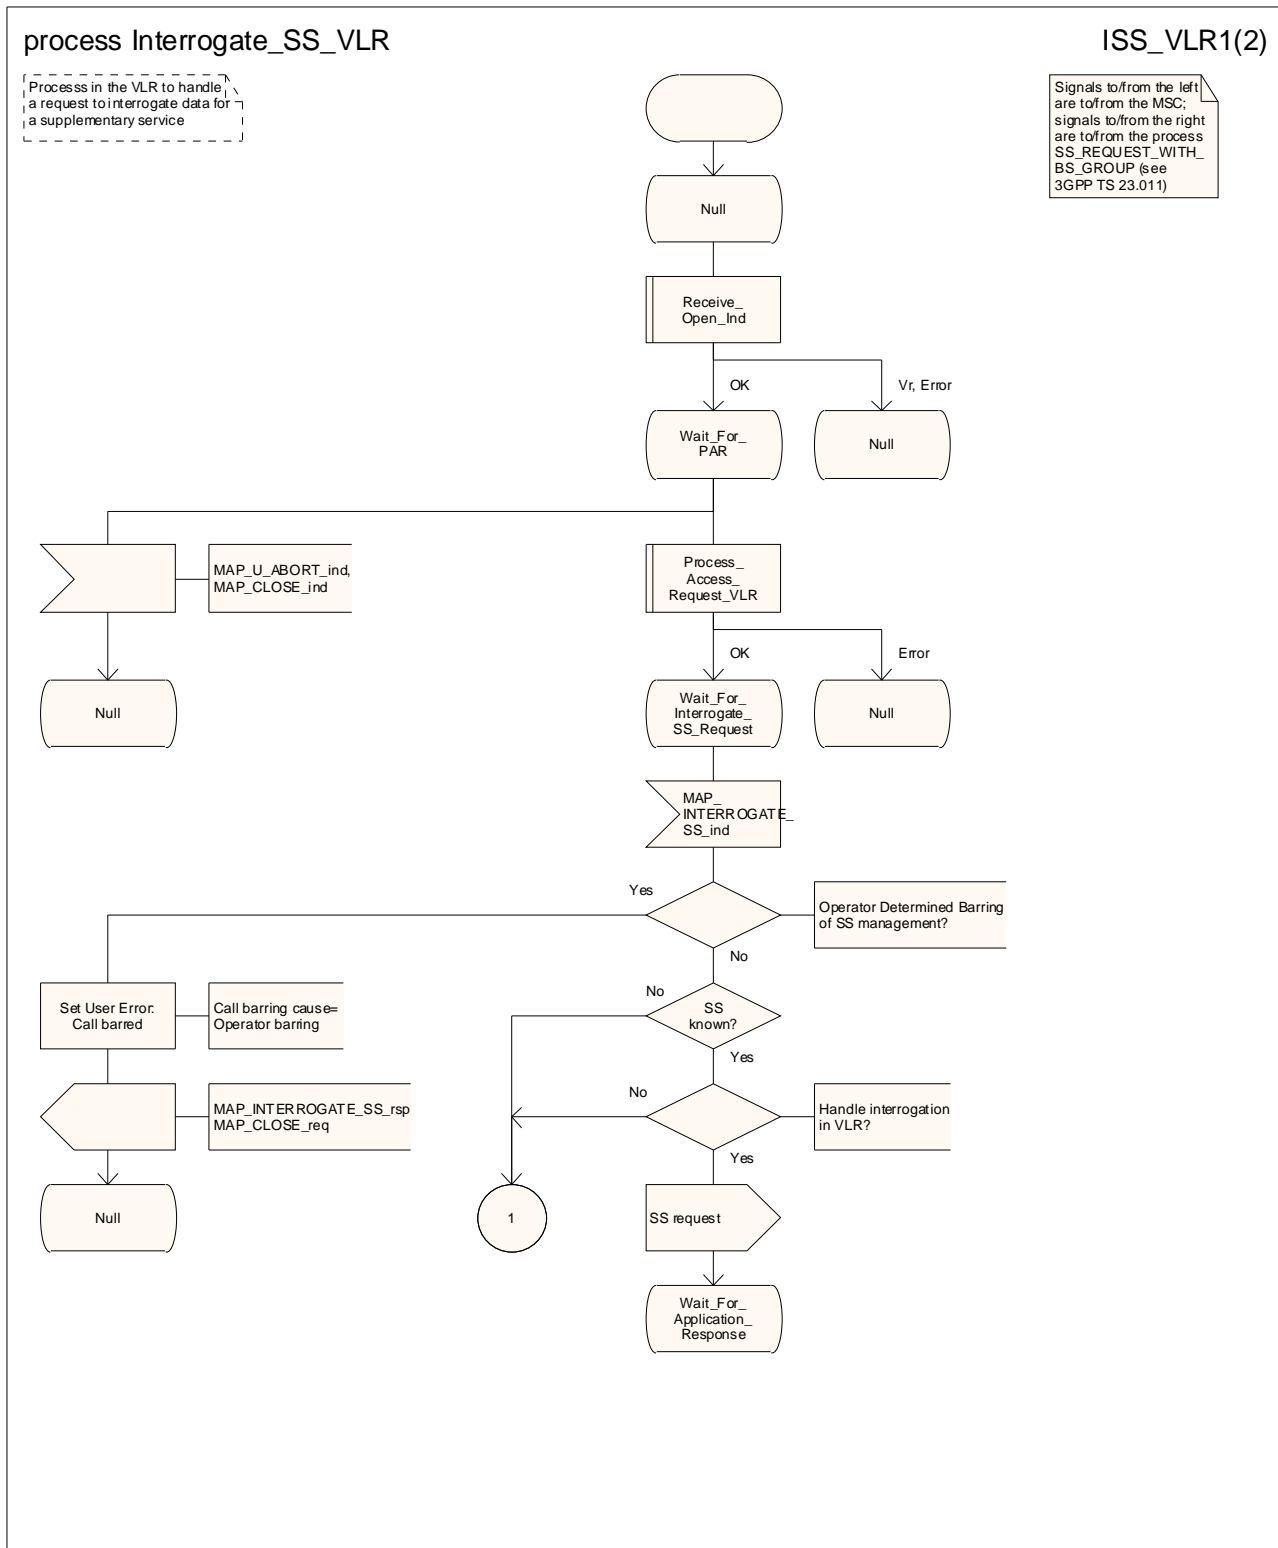 process Interrogate_SS_VLR
ISS_VLR1(2)
Processs in the VLR to handle
a request to interrogate data for
a supplementary service
Signals to/from the left
are to/from the MSC;
signals to/from the right
are to/from the process
SS_REQUEST_WITH_
BS_GROUP (see
3GPP TS 23.011)
Null
Receive_
Open_Ind
OK
Vr, Error
Wait_For_
PAR
Null
MAP_U_ABORT_ind,
MAP_CLOSE_ind
Process_
Access_
Request_VLR
OK
Error
Null
Wait_For_
Interrogate_
SS_Request
Null
MAP_
INTERROGATE_
SS_ind
Yes
Operator Determined Barring
of SS management?
No
Set User Error:
Call barred
Call barring cause=
Operator barring
No
SS
known?
Yes
MAP_INTERROGATE_SS_rsp
MAP_CLOSE_req
No
Handle interrogation
in VLR?
Yes
Null
1
SS request
Wait_For_
Application_
Response